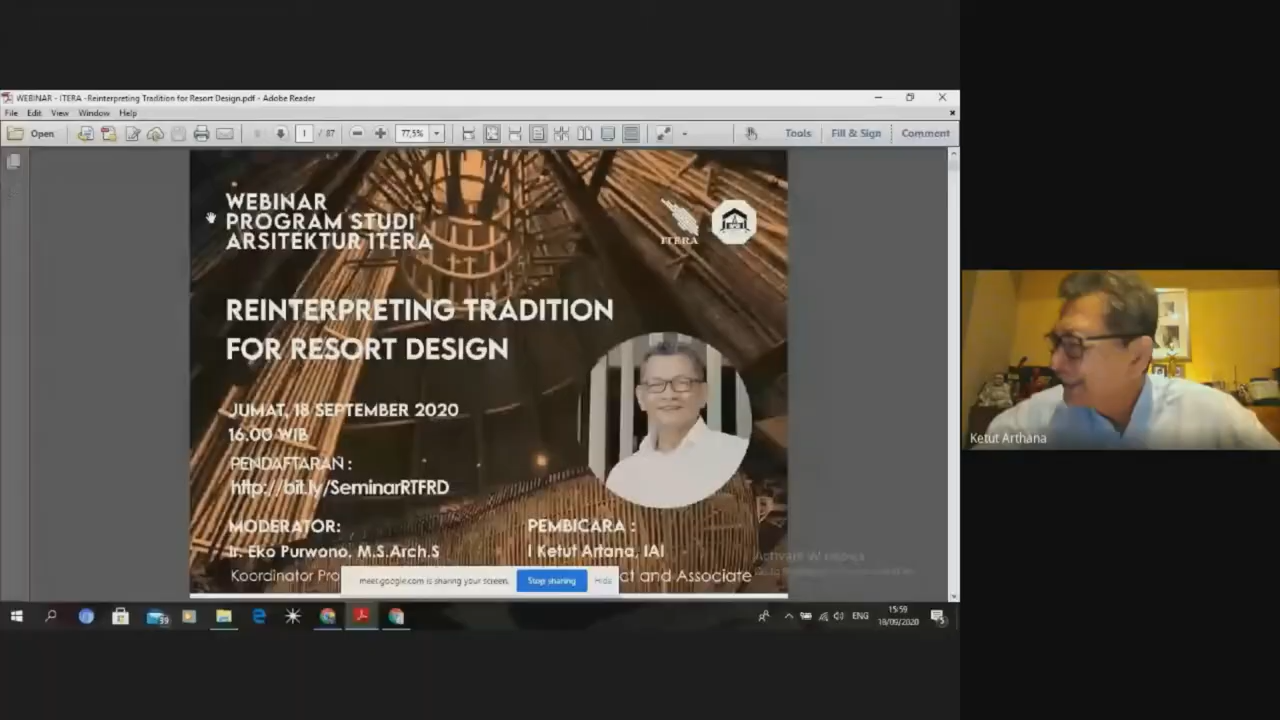 WEBINAR - ITERA -Reinterpreting Tradition for Resort Design.pdf - Adobe Reader
File Edit View Window Help
Open
1 / 87
77,5%
Tools Fill & Sign Comment
WEBINAR
PROGRAM STUDI
ARSITEKTUR ITERA
ITERA
REINTERPRETING TRADITION
FOR RESORT DESIGN
JUMAT, 18 SEPTEMBER 2020
16.00 WIB
PENDAFTARAN :
http://bit.ly/SeminarRTFRD
MODERATOR:
Ir. Eko Purwono, M.S.Arch.S
Koordinator Pro
PEMBICARA :
I Ketut Artana, IAI
ct and Associate
Activate Windows
meet.google.com is sharing your screen.
Stop sharing
Hide
Ketut Arthana
39
ENG
15:59
18/09/2020